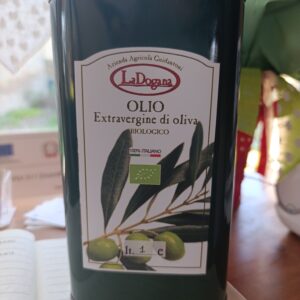 Azienda Agricola Guidantoni
LaDogana
OLIO
Extravergine di oliva
BIOLOGICO
100% ITALIANO
lt. 1 e